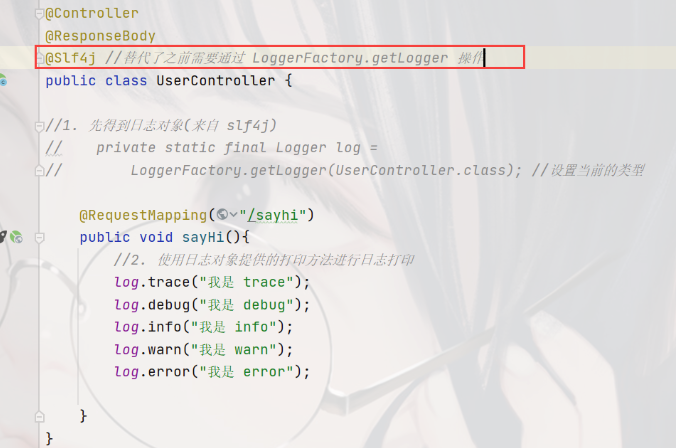 @Controller
@ResponseBody
@Slf4j //替代了之前需要通过 LoggerFactory.getLogger 操作
public class UserController {
//1. 先得到日志对象(来自 slf4j)
//    private static final Logger log =
//        LoggerFactory.getLogger(UserController.class); //设置当前的类型
@RequestMapping("/sayhi")
public void sayHi(){
//2. 使用日志对象提供的打印方法进行日志打印
log.trace("我是 trace");
log.debug("我是 debug");
log.info("我是 info");
log.warn("我是 warn");
log.error("我是 error");
}
}